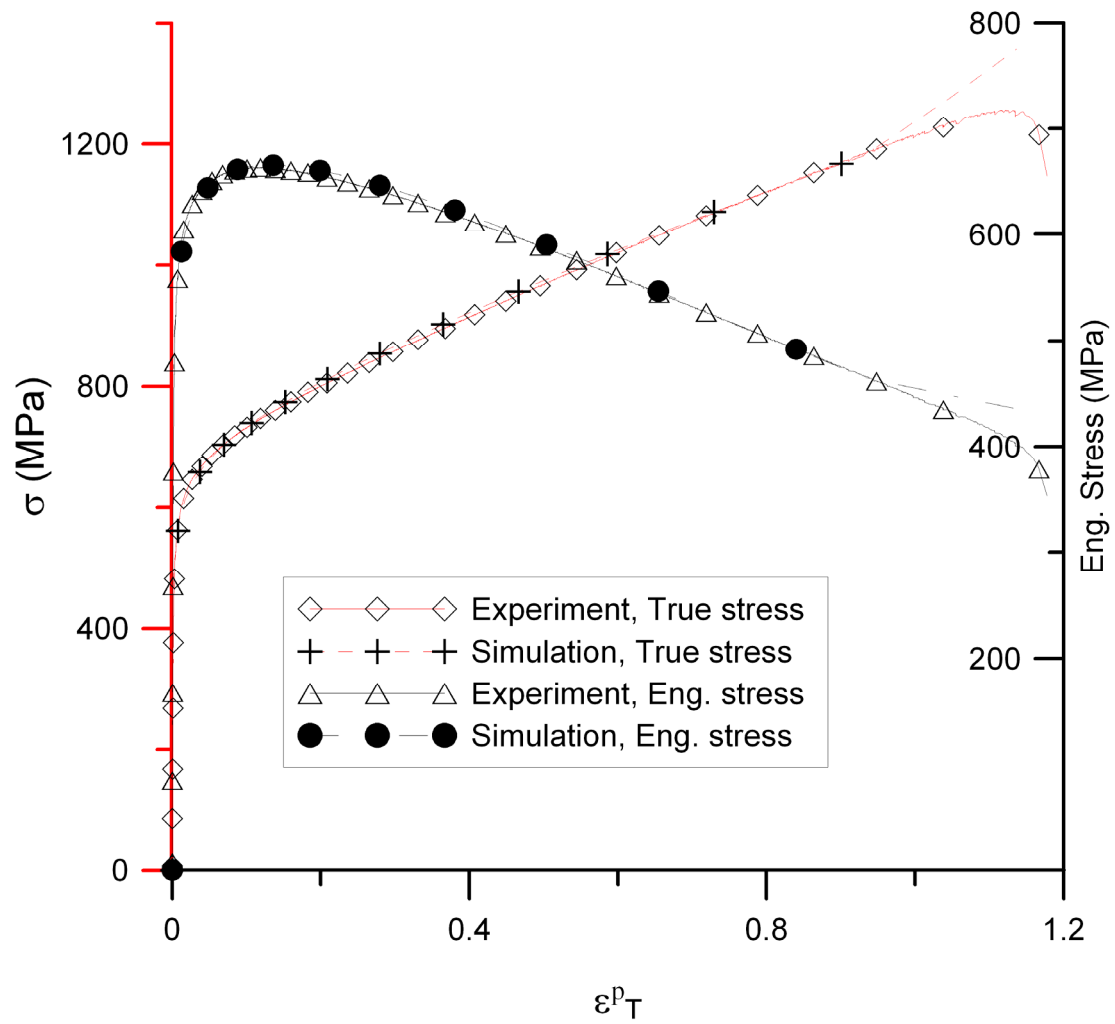 800
1200
600
800
400
400
200
0
σ (MPa)
Eng. Stress (MPa)
Experiment, True stress
Simulation, True stress
Experiment, Eng. stress
Simulation, Eng. stress
0 0.4 0.8 1.2
εᵖT